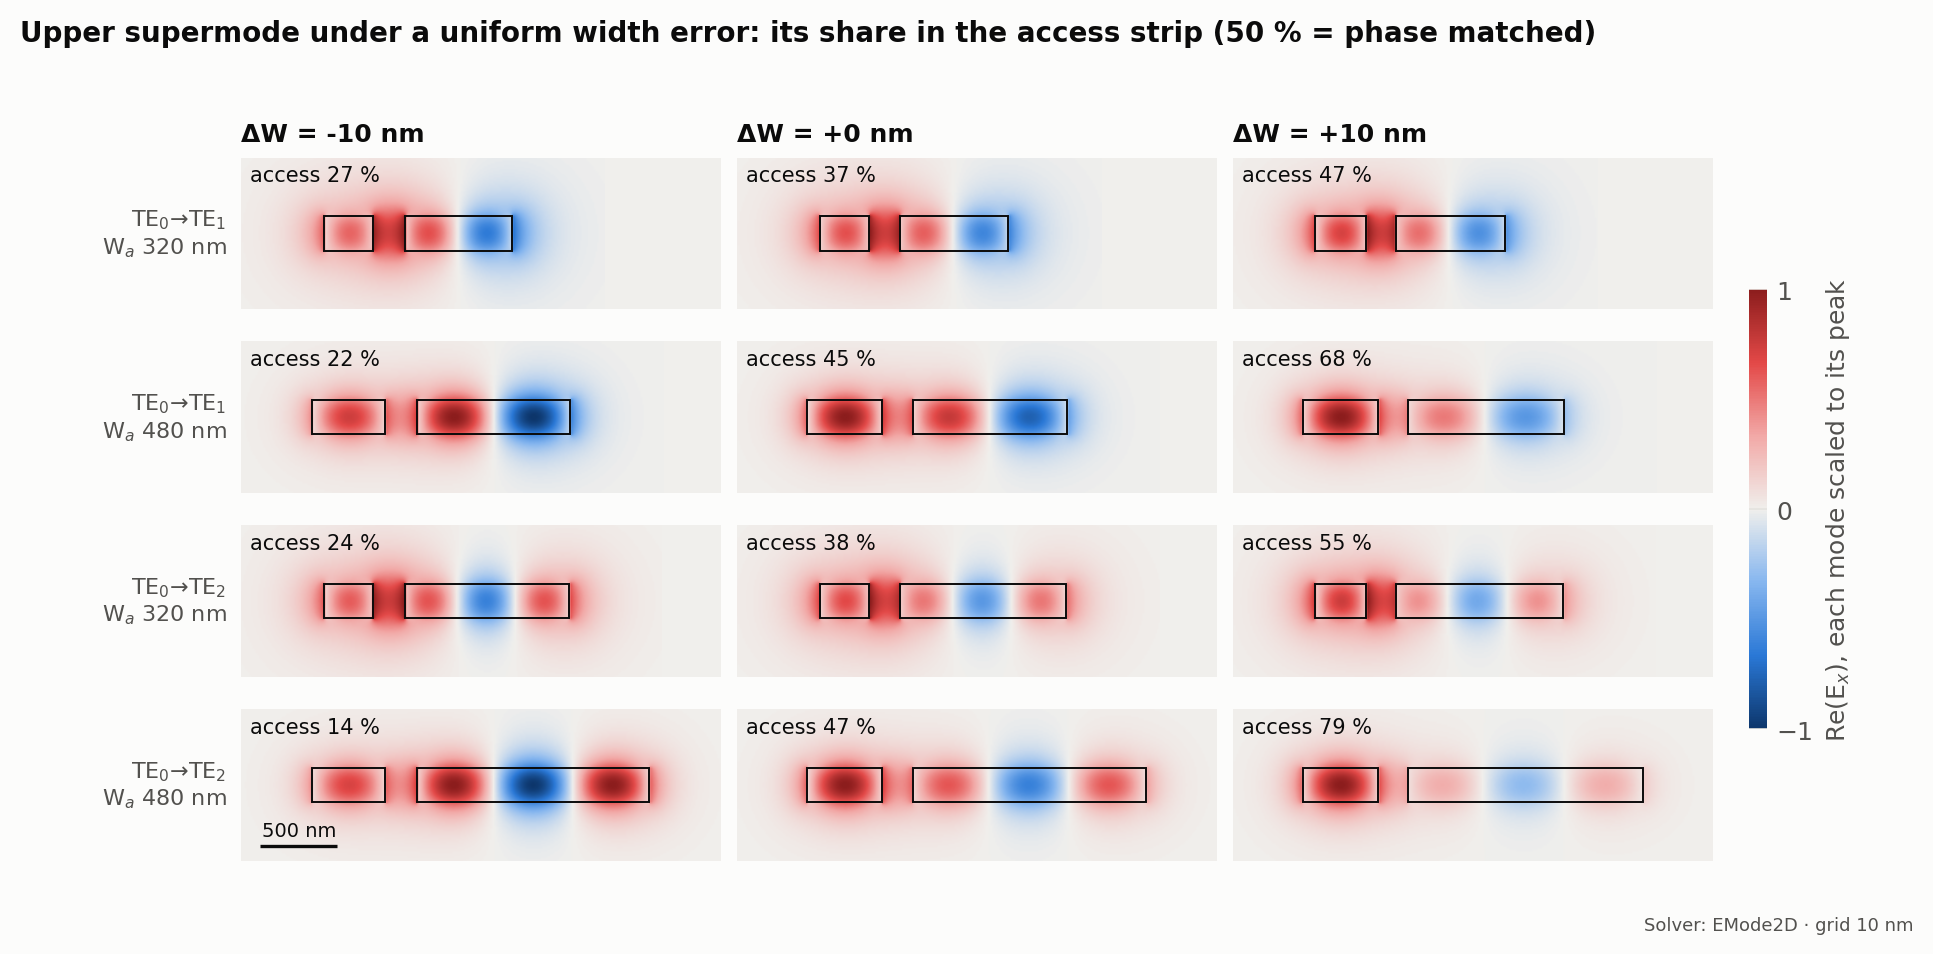 Upper supermode under a uniform width error: its share in the access strip (50 % = phase matched)
ΔW = -10 nm
ΔW = +0 nm
ΔW = +10 nm
TE₀→TE₁
Wₐ 320 nm
access 27 %
access 37 %
access 47 %
TE₀→TE₁
Wₐ 480 nm
access 22 %
access 45 %
access 68 %
TE₀→TE₂
Wₐ 320 nm
access 24 %
access 38 %
access 55 %
TE₀→TE₂
Wₐ 480 nm
access 14 %
500 nm
access 47 %
access 79 %
1
0
−1
Re(Eₓ), each mode scaled to its peak
Solver: EMode2D · grid 10 nm